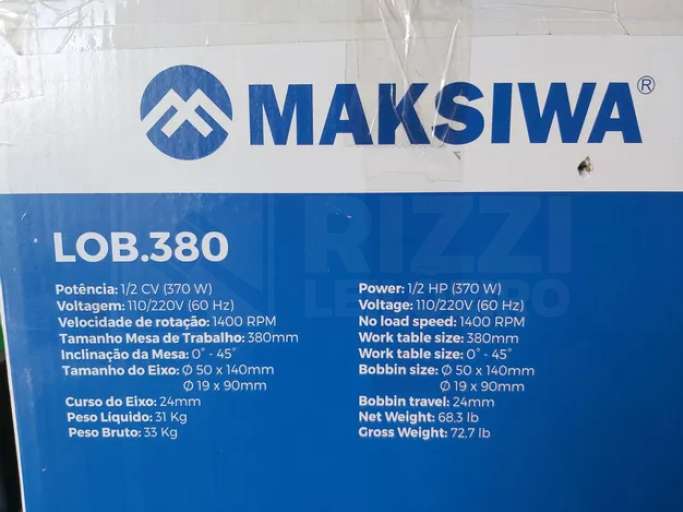 MAKSIWA®
LOB.380
Potência: 1/2 CV (370 W)
Voltagem: 110/220V (60 Hz)
Velocidade de rotação: 1400 RPM
Tamanho Mesa de Trabalho: 380mm
Inclinação da Mesa: 0° - 45°
Tamanho do Eixo: Ø 50 x 140mm
Ø 19 x 90mm
Curso do Eixo: 24mm
Peso Líquido: 31 Kg
Peso Bruto: 33 Kg
Power: 1/2 HP (370 W)
Voltage: 110/220V (60 Hz)
No load speed: 1400 RPM
Work table size: 380mm
Work table size: 0° - 45°
Bobbin size: Ø 50 x 140mm
Ø 19 x 90mm
Bobbin travel: 24mm
Net Weight: 68,3 lb
Gross Weight: 72,7 lb
RIZZI